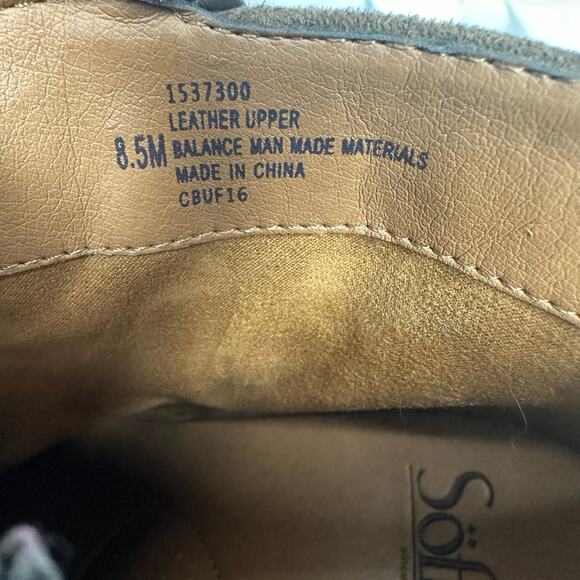 1537300
LEATHER UPPER
8.5M BALANCE MAN MADE MATERIALS
MADE IN CHINA
CBUF16